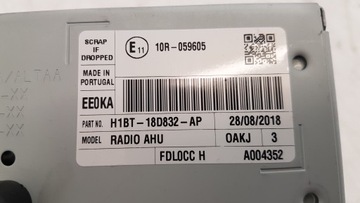 SCRAP
IF
DROPPED
E11 10R-059605
MADE IN
PORTUGAL
EE0KA
PART NO. H1BT-18D832-AP 28/08/2018
MODEL RADIO AHU OAKJ 3
FDLOCC H A004352